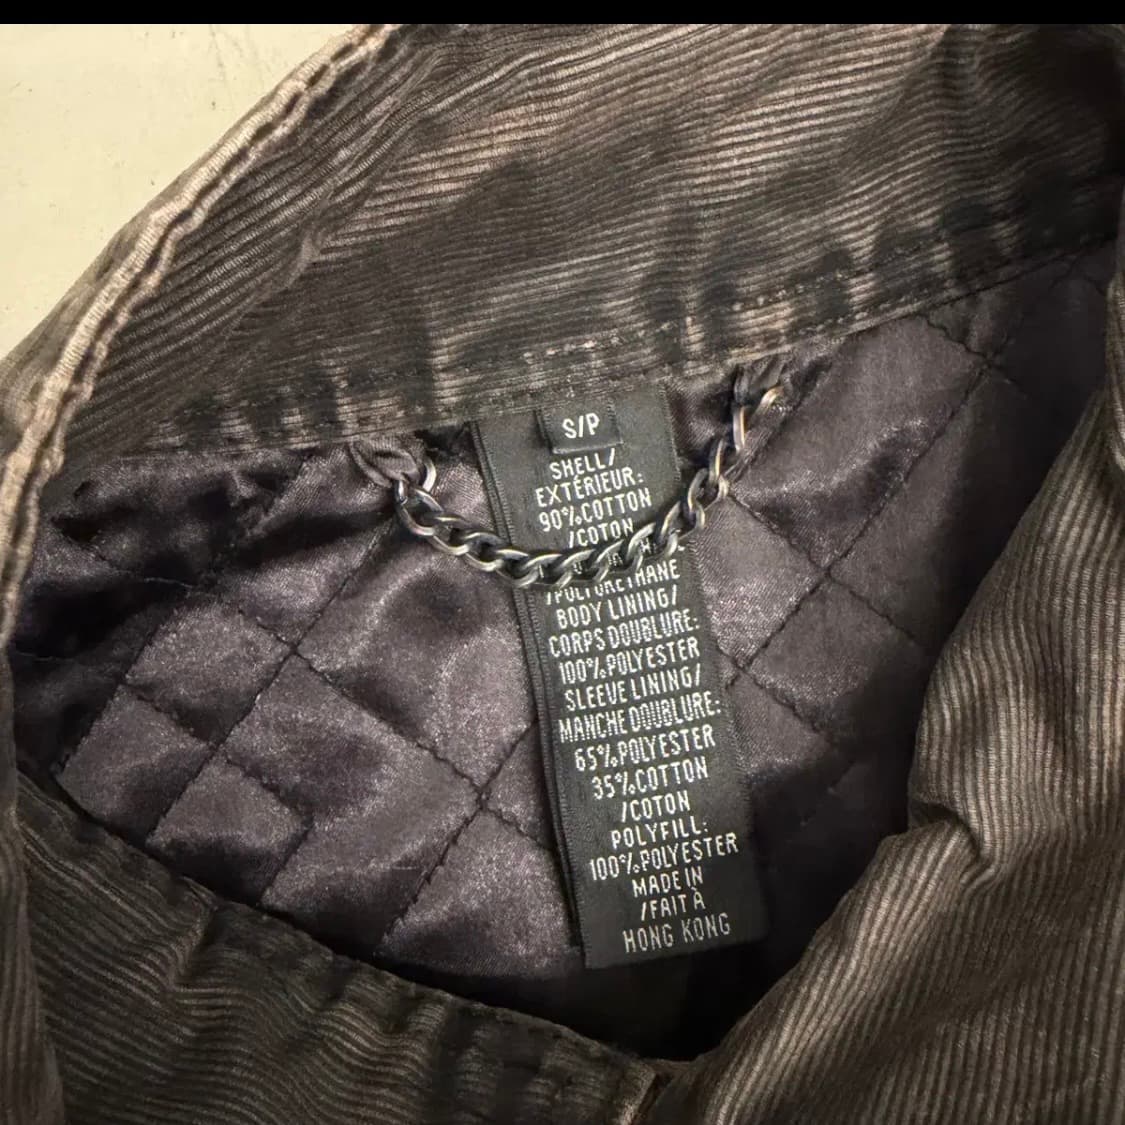 S/P
SHELL/
EXTÉRIEUR:
90%COTTON
/COTON
/POLYURETHANE
BODY LINING/
CORPS DOUBLURE:
100%POLYESTER
SLEEVE LINING/
MANCHE DOUBLURE:
65%POLYESTER
35%COTTON
/COTON
POLYFILL:
100%POLYESTER
MADE IN
/FAIT À
HONG KONG